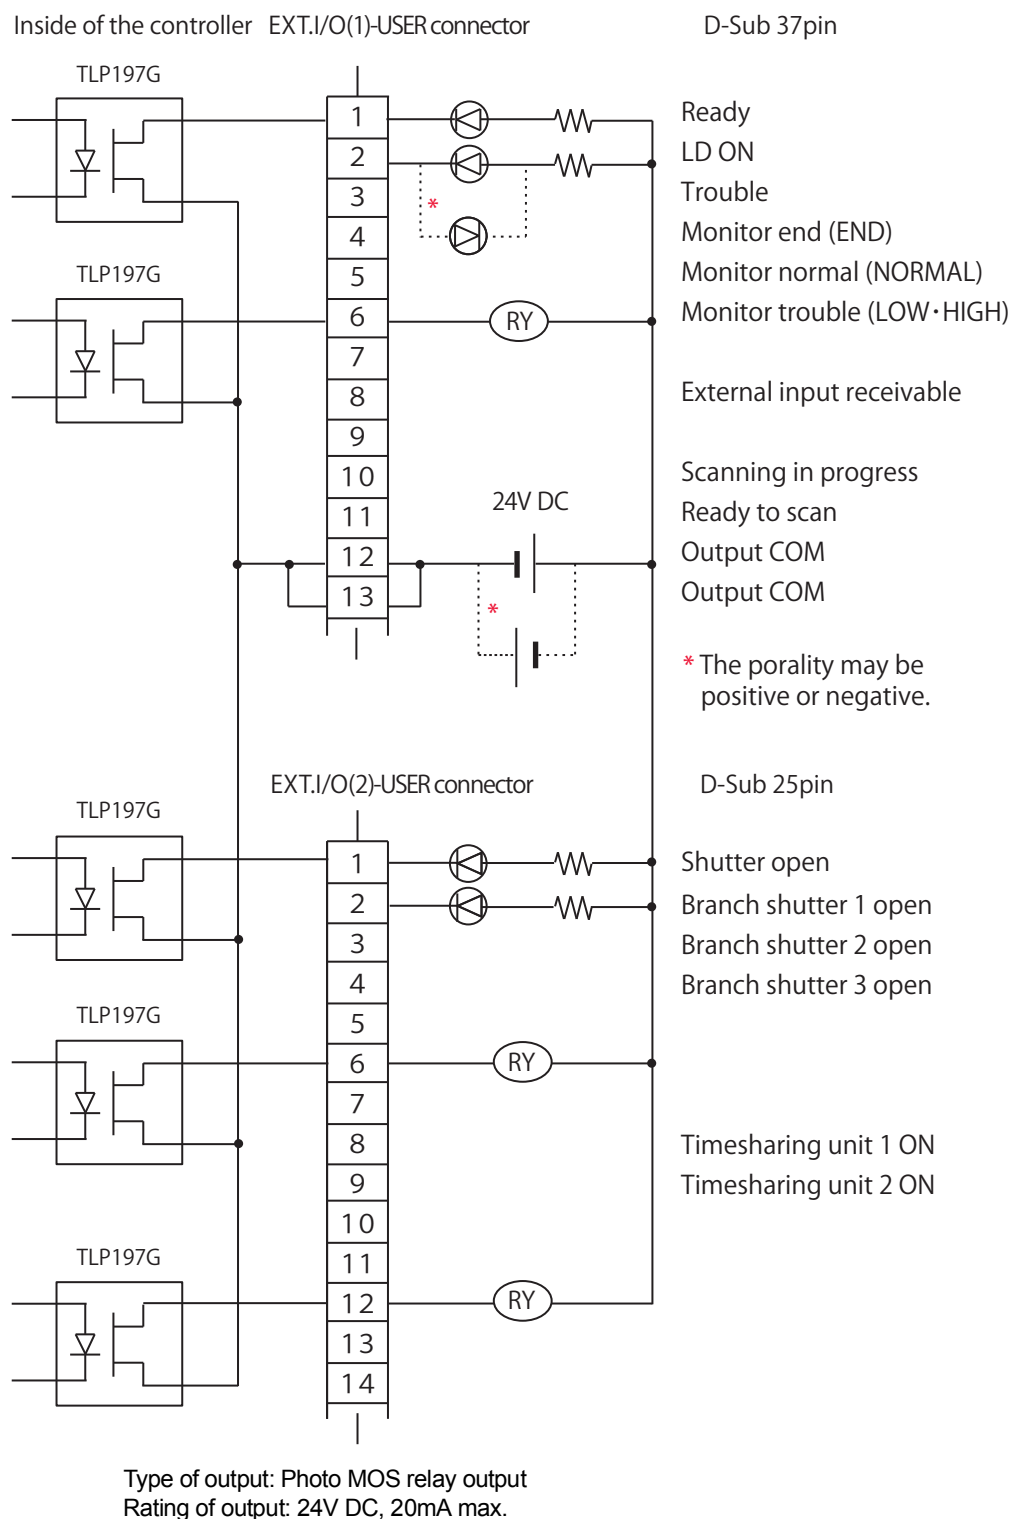 Inside of the controller EXT.I/O(1)-USER connector D-Sub 37pin
TLP197G
1 Ready
2 LD ON
3 Trouble
*
4 Monitor end (END)
5 Monitor normal (NORMAL)
TLP197G
6 RY Monitor trouble (LOW・HIGH)
7
8 External input receivable
9
10 Scanning in progress
24V DC
11 Ready to scan
12 Output COM
13 Output COM
*
* The porality may be
positive or negative.
EXT.I/O(2)-USER connector D-Sub 25pin
TLP197G
1 Shutter open
2 Branch shutter 1 open
3 Branch shutter 2 open
4 Branch shutter 3 open
TLP197G
5
6 RY
7
8 Timesharing unit 1 ON
9 Timesharing unit 2 ON
10
TLP197G
11
12 RY
13
14
Type of output: Photo MOS relay output
Rating of output: 24V DC, 20mA max.